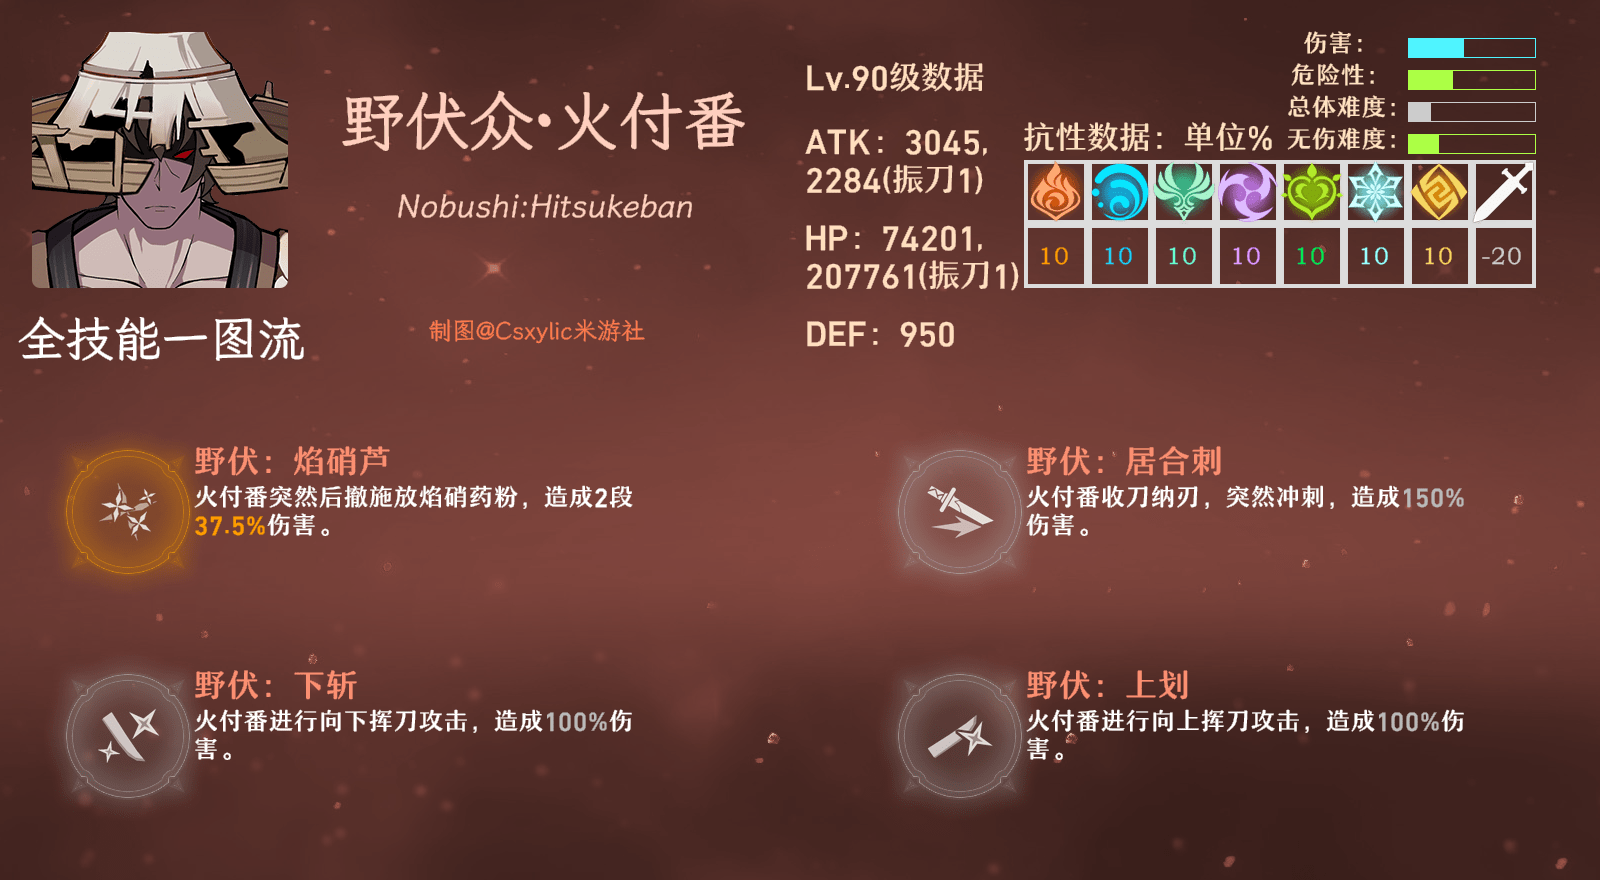 野伏众·火付番
Nobushi:Hitsukeban
制图@Csxylic米游社
全技能一图流
Lv.90级数据
ATK：3045,
2284(振刀1)
HP：74201,
207761(振刀1)
DEF：950
伤害：
危险性：
总体难度：
无伤难度：
抗性数据：单位%
10 10 10 10 10 10 10 -20
野伏：焰硝芦
火付番突然后撤施放焰硝药粉，造成2段
37.5%伤害。
野伏：居合刺
火付番收刀纳刃，突然冲刺，造成150%
伤害。
野伏：下斩
火付番进行向下挥刀攻击，造成100%伤
害。
野伏：上划
火付番进行向上挥刀攻击，造成100%伤
害。